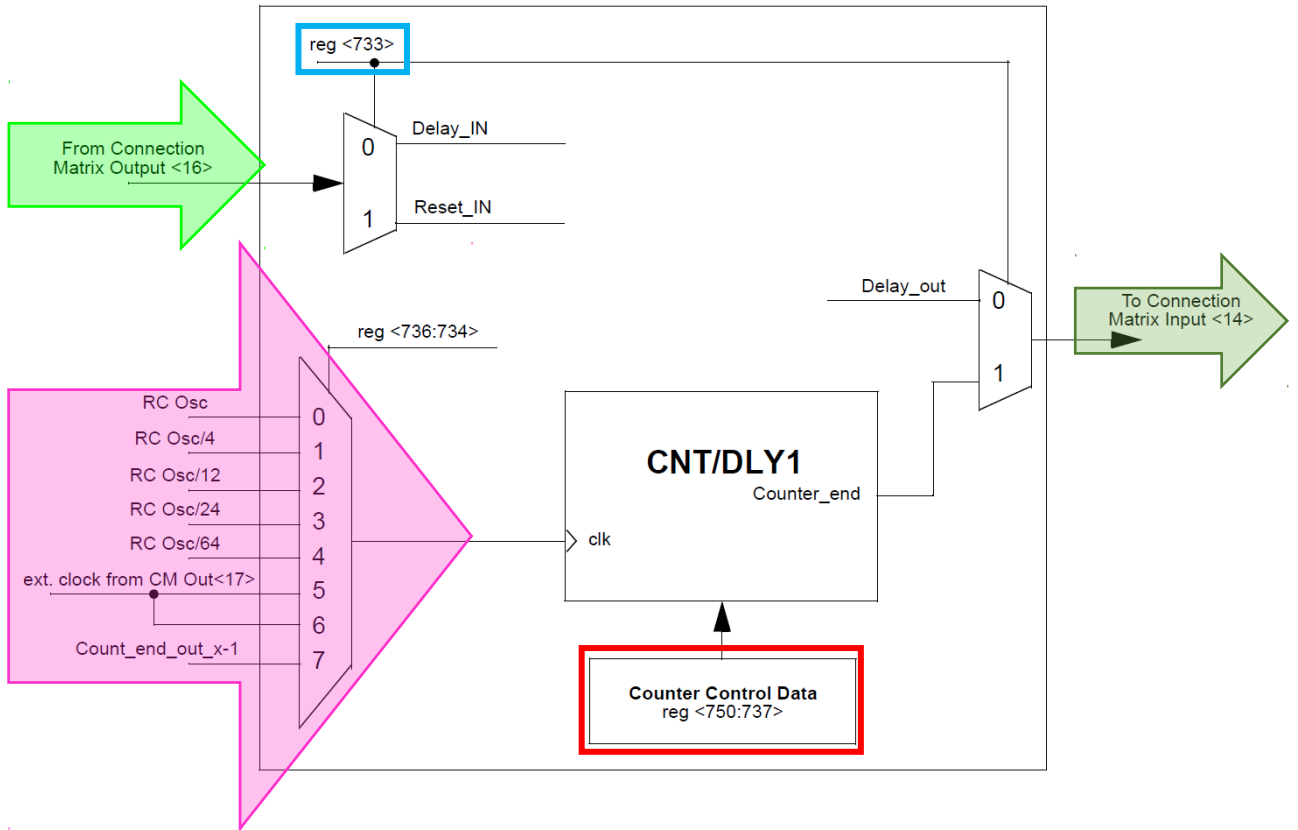 reg <733>
From Connection
Matrix Output <16>
0
Delay_IN
1
Reset_IN
Delay_out
0
1
To Connection
Matrix Input <14>
reg <736:734>
RC Osc
0
RC Osc/4
1
RC Osc/12
2
RC Osc/24
3
RC Osc/64
4
ext. clock from CM Out<17>
5
6
Count_end_out_x-1
7
CNT/DLY1
Counter_end
clk
Counter Control Data
reg <750:737>